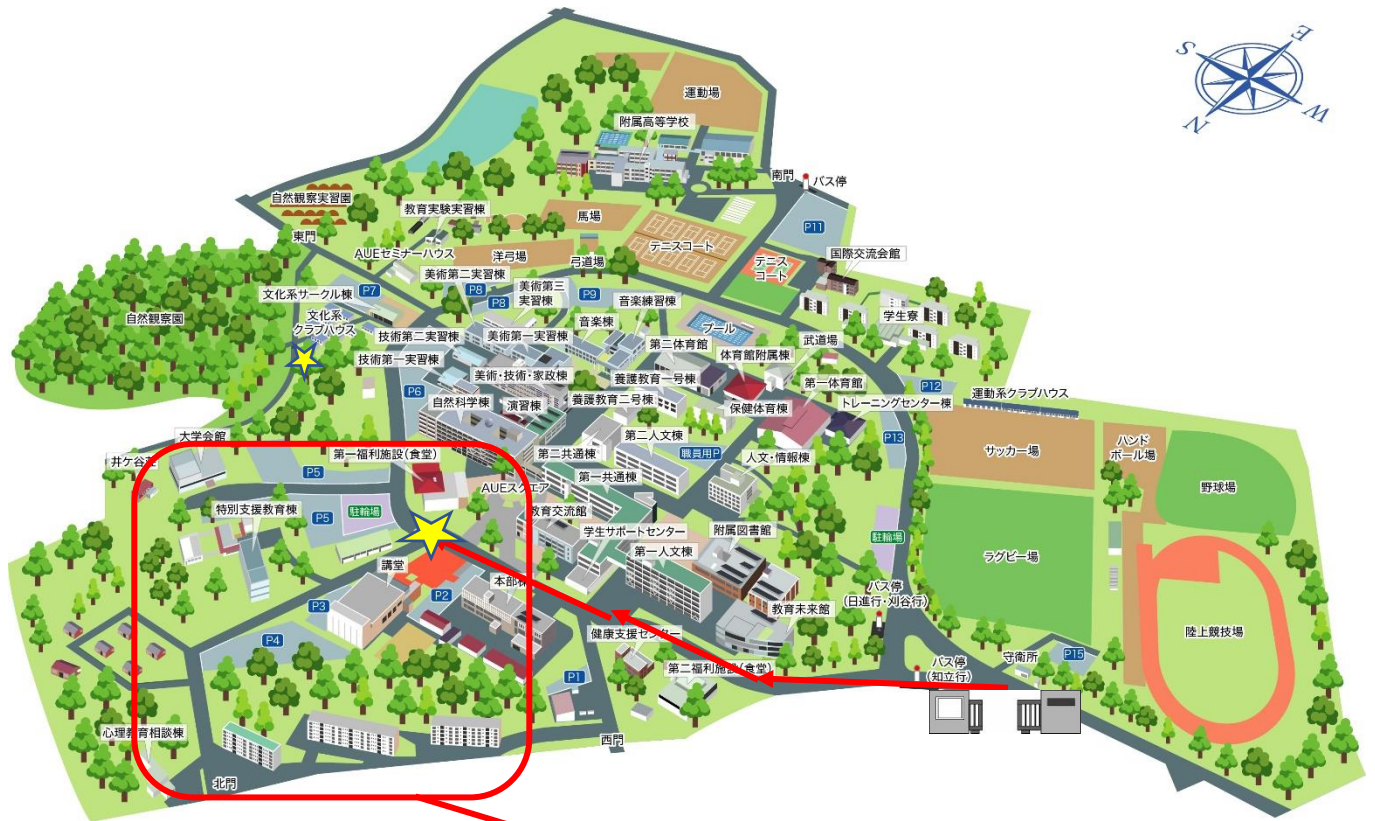 S
E
N
W
運動場
附属高等学校
南門
バス停
自然観察実習園
教育実験実習棟
馬場
P11
東門
AUEセミナーハウス
洋弓場
弓道場
テニスコート
テニス
コート
国際交流会館
美術第二実習棟
文化系サークル棟
P7
P8
P8
美術第三
実習棟
P9
音楽練習棟
自然観察園
文化系
クラブハウス
技術第二実習棟
美術第一実習棟
音楽棟
プール
学生寮
第二体育館
体育館附属棟
武道場
技術第一実習棟
美術・技術・家政棟
養護教育一号棟
第一体育館
P12
運動系クラブハウス
P6
自然科学棟
演習棟
養護教育二号棟
保健体育棟
トレーニングセンター棟
大学会館
第二人文棟
P13
サッカー場
ハンド
ボール場
井ケ谷荘
第一福利施設(食堂)
第二共通棟
職員用P
人文・情報棟
野球場
P5
AUEスクエア
第一共通棟
特別支援教育棟
P5
駐輪場
教育交流館
学生サポートセンター
附属図書館
駐輪場
ラグビー場
講堂
第一人文棟
本部棟
P2
バス停
(日進行・刈谷行)
P3
教育未来館
陸上競技場
P4
健康支援センター
第二福利施設(食堂)
バス停
(知立行)
守衛所
P15
P1
心理教育相談棟
西門
北門